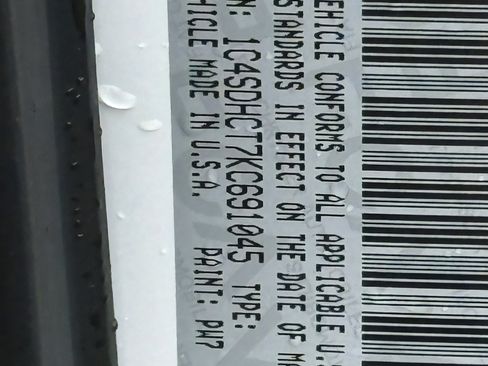 EHICLE CONFORMS TO ALL APPLICABLE U.S
STANDARDS IN EFFECT ON THE DATE OF MA
N: 1C4SDHCT7KC691045 TYPE:
HICLE MADE IN U.S.A. PAINT: PW7